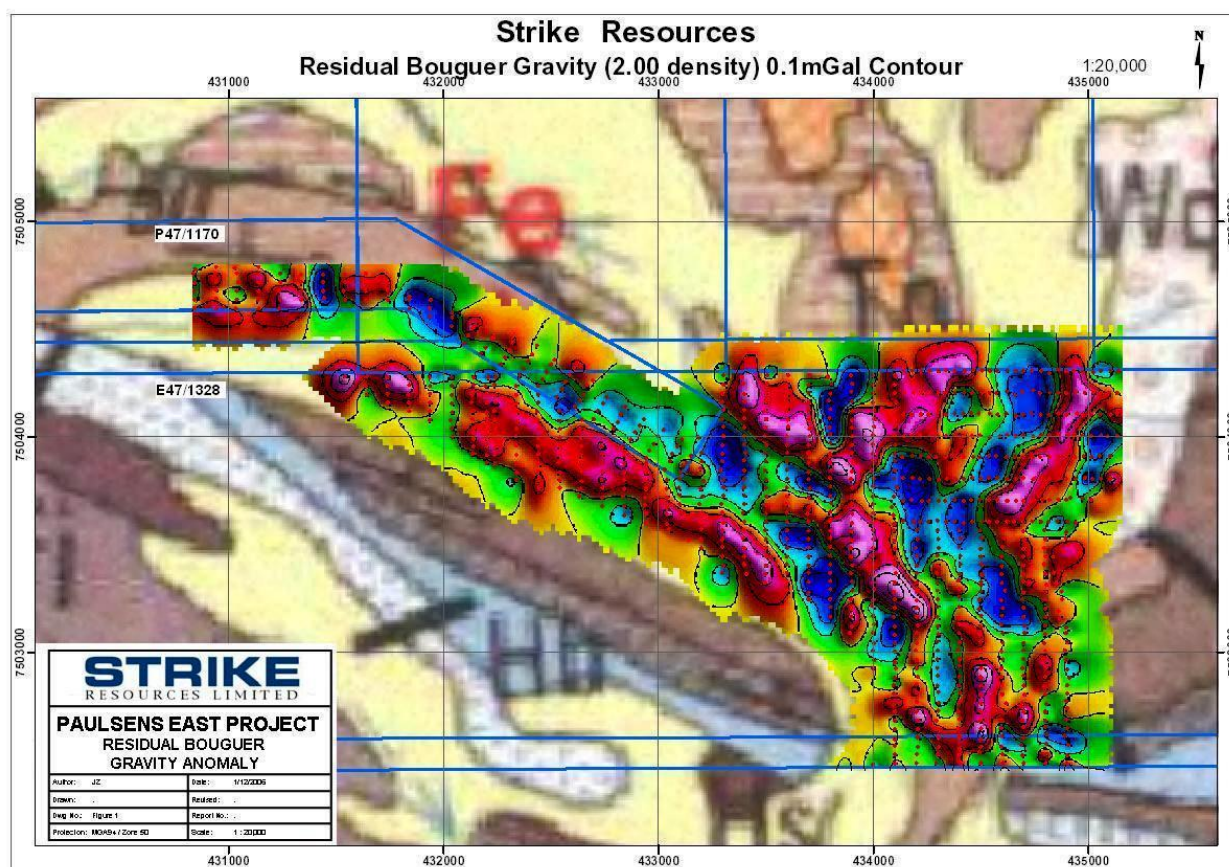 Strike Resources
Residual Bouguer Gravity (2.00 density) 0.1mGal Contour
1:20,000
N
431000 432000 433000 434000 435000
7505000
P47/1170
Fe
E47/1328
7504000
7503000
STRIKE
RESOURCES LIMITED
PAULSENS EAST PROJECT
RESIDUAL BOUGUER
GRAVITY ANOMALY
Author: JZ Date: 1/12/2006
Drawn: . Revised: .
Dwg No.: Figure 1 Report No.: .
Projection: MGA94 / Zone 50 Scale: 1 : 20000
431000 432000 433000 434000 435000